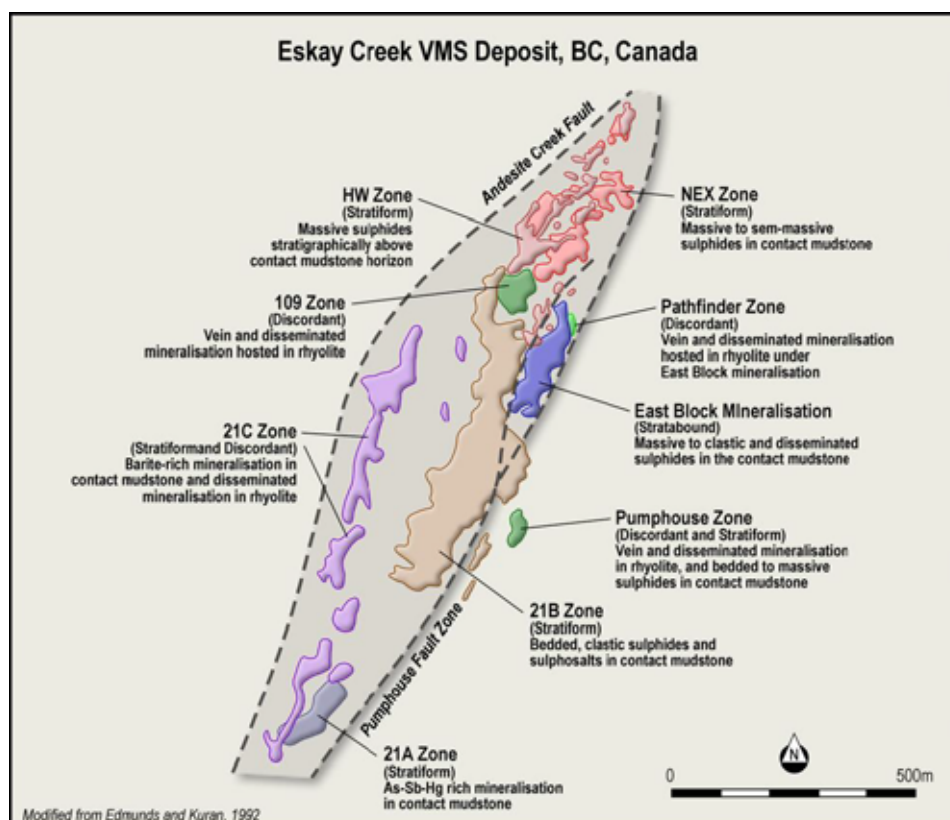 Eskay Creek VMS Deposit, BC, Canada
Andesite Creek Fault
HW Zone
(Stratiform)
Massive sulphides
stratigraphically above
contact mudstone horizon
NEX Zone
(Stratiform)
Massive to sem-massive
sulphides in contact mudstone
109 Zone
(Discordant)
Vein and disseminated
mineralisation hosted in rhyolite
Pathfinder Zone
(Discordant)
Vein and disseminated mineralisation
hosted in rhyolite under
East Block mineralisation
East Block MIneralisation
(Stratabound)
Massive to clastic and disseminated
sulphides in the contact mudstone
21C Zone
(Stratiformand Discordant)
Barite-rich mineralisation in
contact mudstone and disseminated
mineralisation in rhyolite
Pumphouse Zone
(Discordant and Stratiform)
Vein and disseminated mineralisation
in rhyolite, and bedded to massive
sulphides in contact mudstone
21B Zone
(Stratiform)
Bedded, clastic sulphides and
sulphosalts in contact mudstone
Pumphouse Fault Zone
21A Zone
(Stratiform)
As-Sb-Hg rich mineralisation
in contact mudstone
N
0 500m
Modified from Edmunds and Kuran, 1992